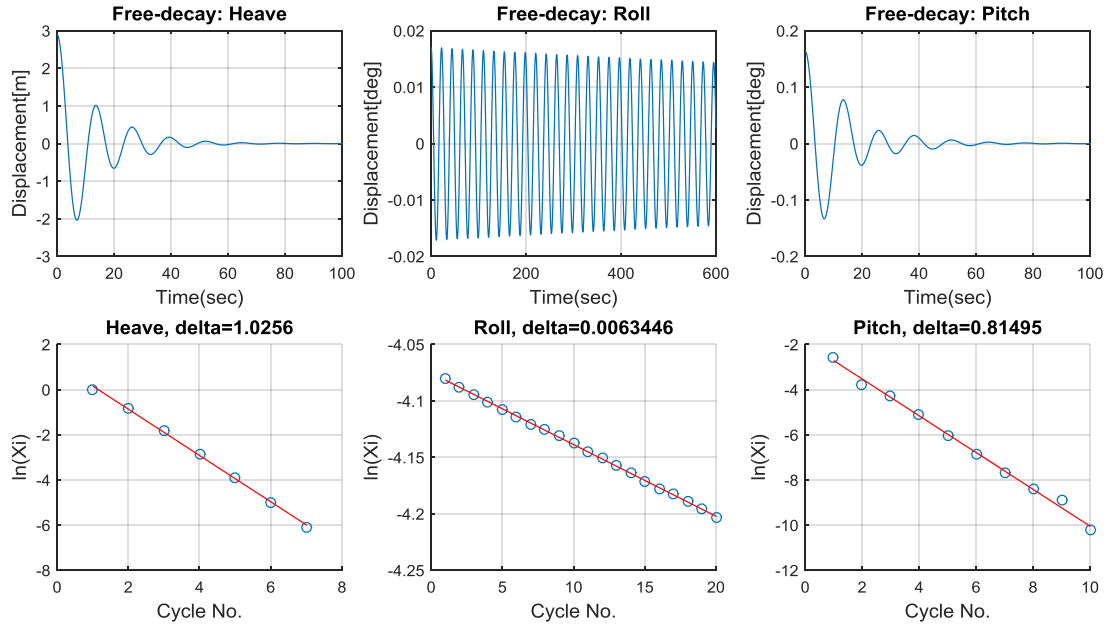 Free-decay: Heave
3
2
1
0
-1
-2
-3
0 20 40 60 80 100
Displacement[m]
Time(sec)
Free-decay: Roll
0.02
0.01
0
-0.01
-0.02
0 200 400 600
Displacement[deg]
Time(sec)
Free-decay: Pitch
0.2
0.1
0
-0.1
-0.2
0 20 40 60 80 100
Displacement[deg]
Time(sec)
Heave, delta=1.0256
2
0
-2
-4
-6
-8
0 2 4 6 8
ln(Xi)
Cycle No.
Roll, delta=0.0063446
-4.05
-4.1
-4.15
-4.2
-4.25
0 5 10 15 20
ln(Xi)
Cycle No.
Pitch, delta=0.81495
-2
-4
-6
-8
-10
-12
0 2 4 6 8 10
ln(Xi)
Cycle No.